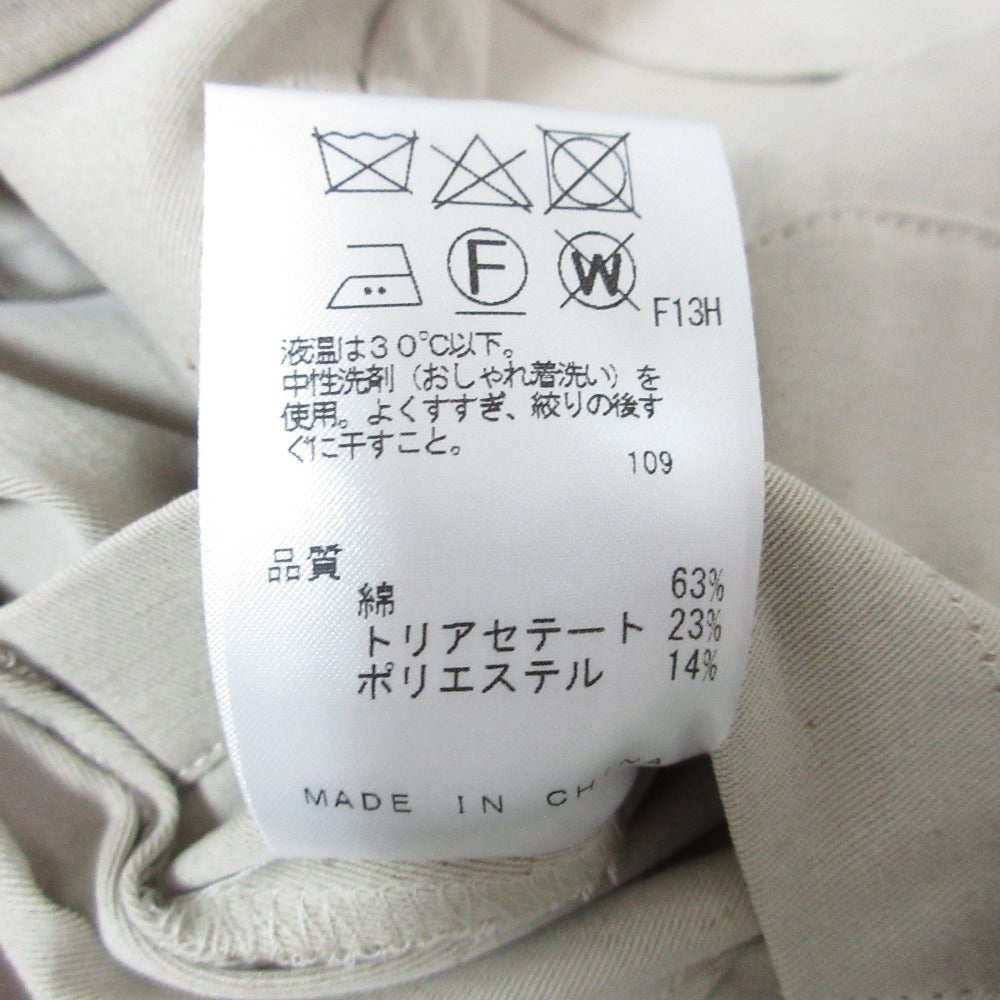 F
W
F13H
液温は30℃以下。
中性洗剤（おしゃれ着洗い）を
使用。よくすすぎ、絞りの後す
ぐに干すこと。
109
品質
綿 63%
トリアセテート 23%
ポリエステル 14%
MADE IN CHINA